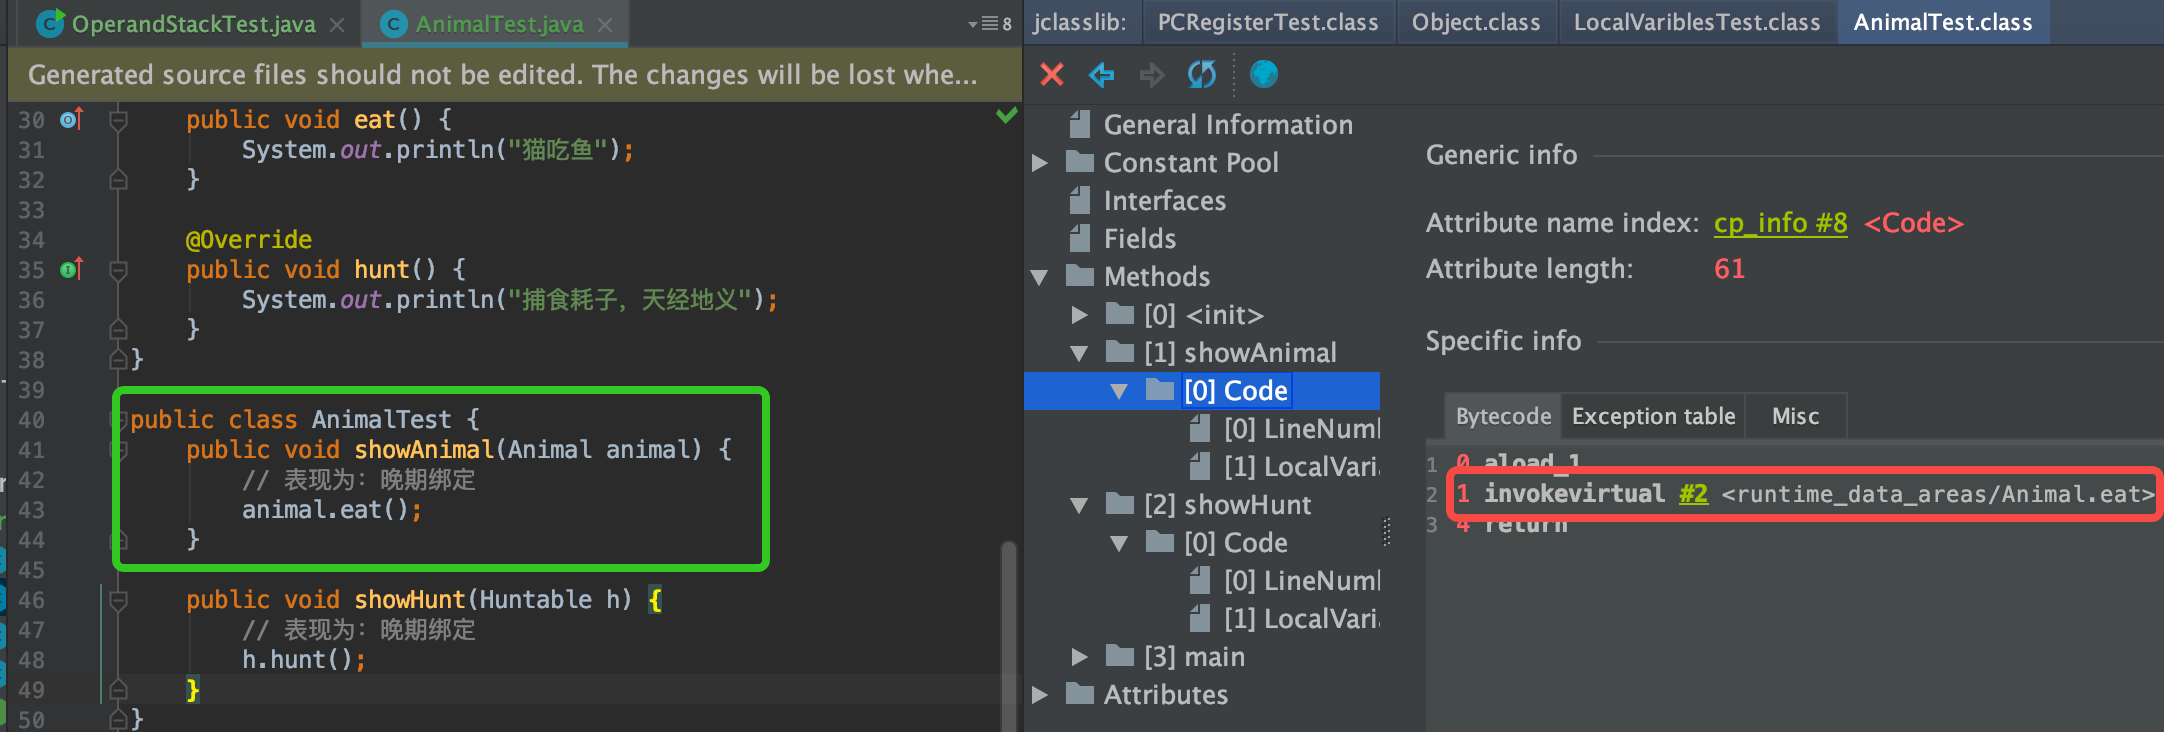 OperandStackTest.java
AnimalTest.java
8
Generated source files should not be edited. The changes will be lost whe...
30 public void eat() {
31 System.out.println("猫吃鱼");
32 }
33
34 @Override
35 public void hunt() {
36 System.out.println("捕食耗子，天经地义");
37 }
38 }
39
40 public class AnimalTest {
41 public void showAnimal(Animal animal) {
42 // 表现为：晚期绑定
43 animal.eat();
44 }
45
46 public void showHunt(Huntable h) {
47 // 表现为：晚期绑定
48 h.hunt();
49 }
50 }
jclasslib: PCRegisterTest.class Object.class LocalVariblesTest.class AnimalTest.class
General Information
Constant Pool
Interfaces
Fields
Methods
[0] <init>
[1] showAnimal
[0] Code
[0] LineNuml
[1] LocalVaria
[2] showHunt
[0] Code
[0] LineNuml
[1] LocalVaria
[3] main
Attributes
Generic info
Attribute name index: cp_info #8 <Code>
Attribute length: 61
Specific info
Bytecode Exception table Misc
1 0 aload_1
2 1 invokevirtual #2 <runtime_data_areas/Animal.eat>
3 4 return